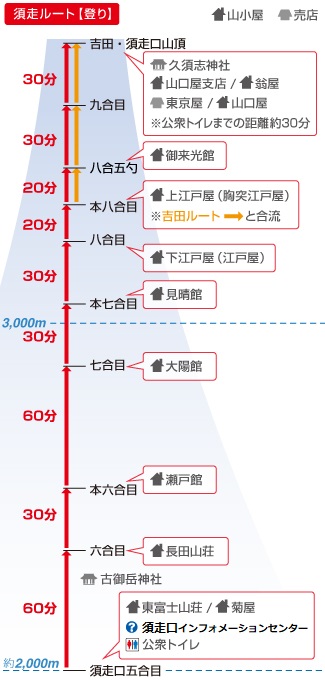 須走ルート【登り】
山小屋 売店
吉田・須走口山頂
久須志神社
山口屋支店 / 扇屋
東京屋 / 山口屋
※公衆トイレまでの距離約30分
30分
九合目
30分
御来光館
八合五勺
20分
上江戸屋（胸突江戸屋）
※吉田ルート と合流
本八合目
20分
八合目
下江戸屋（江戸屋）
30分
見晴館
本七合目
3,000m
30分
七合目
大陽館
60分
瀬戸館
本六合目
30分
六合目
長田山荘
古御岳神社
60分
東富士山荘 / 菊屋
? 須走口インフォメーションセンター
公衆トイレ
約2,000m
須走口五合目